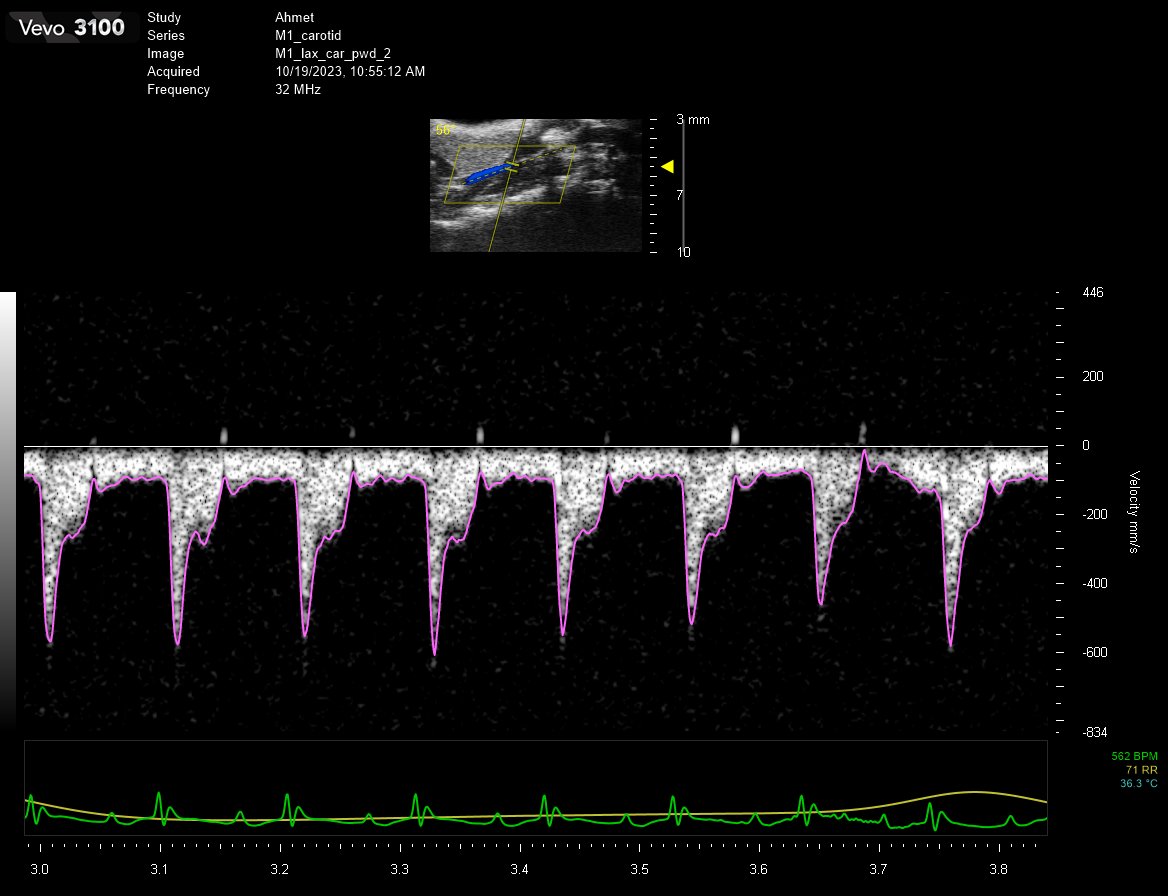 Vevo 3100
Study Ahmet
Series M1_carotid
Image M1_lax_car_pwd_2
Acquired 10/19/2023, 10:55:12 AM
Frequency 32 MHz
56°
3 mm
7
10
446
200
0
-200
-400
-600
-834
Velocity mm/s
562 BPM
71 RR
36.3 °C
3.0 3.1 3.2 3.3 3.4 3.5 3.6 3.7 3.8